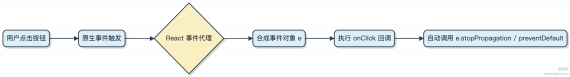 用户点击按钮
原生事件触发
React 事件代理
合成事件对象 e
执行 onClick 回调
自动调用 e.stopPropagation / preventDefault